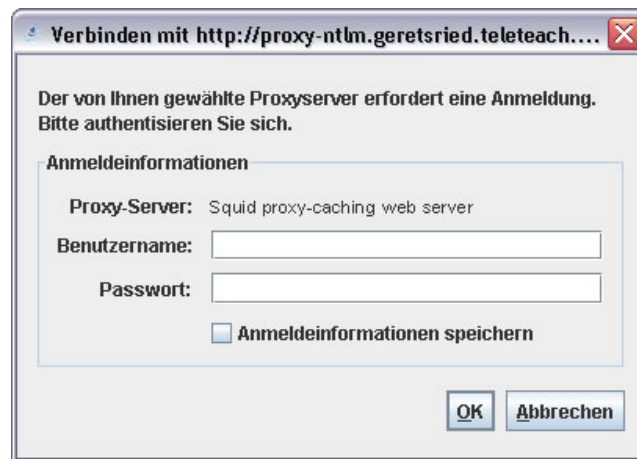 Verbinden mit http://proxy-ntlm.geretsried.teleteach....
Der von Ihnen gewählte Proxyserver erfordert eine Anmeldung.
Bitte authentisieren Sie sich.
Anmeldeinformationen
Proxy-Server: Squid proxy-caching web server
Benutzername:
Passwort:
Anmeldeinformationen speichern
OK Abbrechen